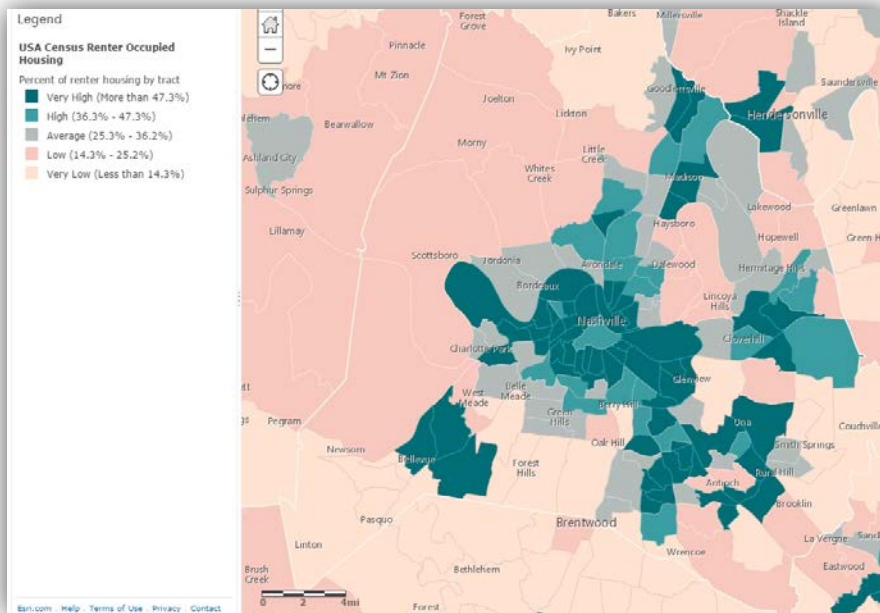 Legend
USA Census Renter Occupied
Housing
Percent of renter housing by tract
Very High (More than 47.3%)
High (36.3% - 47.3%)
Average (25.3% - 36.2%)
Low (14.3% - 25.2%)
Very Low (Less than 14.3%)
Esri.com . Help . Terms of Use . Privacy . Contact
Forest
Grove
Bakers
Millersville
Shackle
Island
Pinnacle
Ivy Point
Mt Zion
Goodlettsville
Saundersville
Joelton
Bearwallow
Lickton
Hendersonville
Ashland City
Morny
Little
Creek
Whites
Creek
Madison
Sulphur Springs
Lakewood
Greenlawn
Lillamay
Haysboro
Hopewell
Green H
Scottsboro
Jordonia
Avondale
Dalewood
Hermitage Hills
Bordeaux
Lincoya
Hills
Nashville
Charlotte Park
Cloverhill
West
Meade
Belle
Meade
Glenview
Green
Hills
Berry Hill
Pegram
Una
Couchville
Newsom
Oak Hill
Smith Springs
Bellevue
Forest
Hills
Antioch
Rural Hill
Brooklin
Pasquo
Brentwood
Linton
Wrencoe
La Vergne
Sand
Brush
Creek
Bethlehem
Eastwood
Forest
0 2 4mi